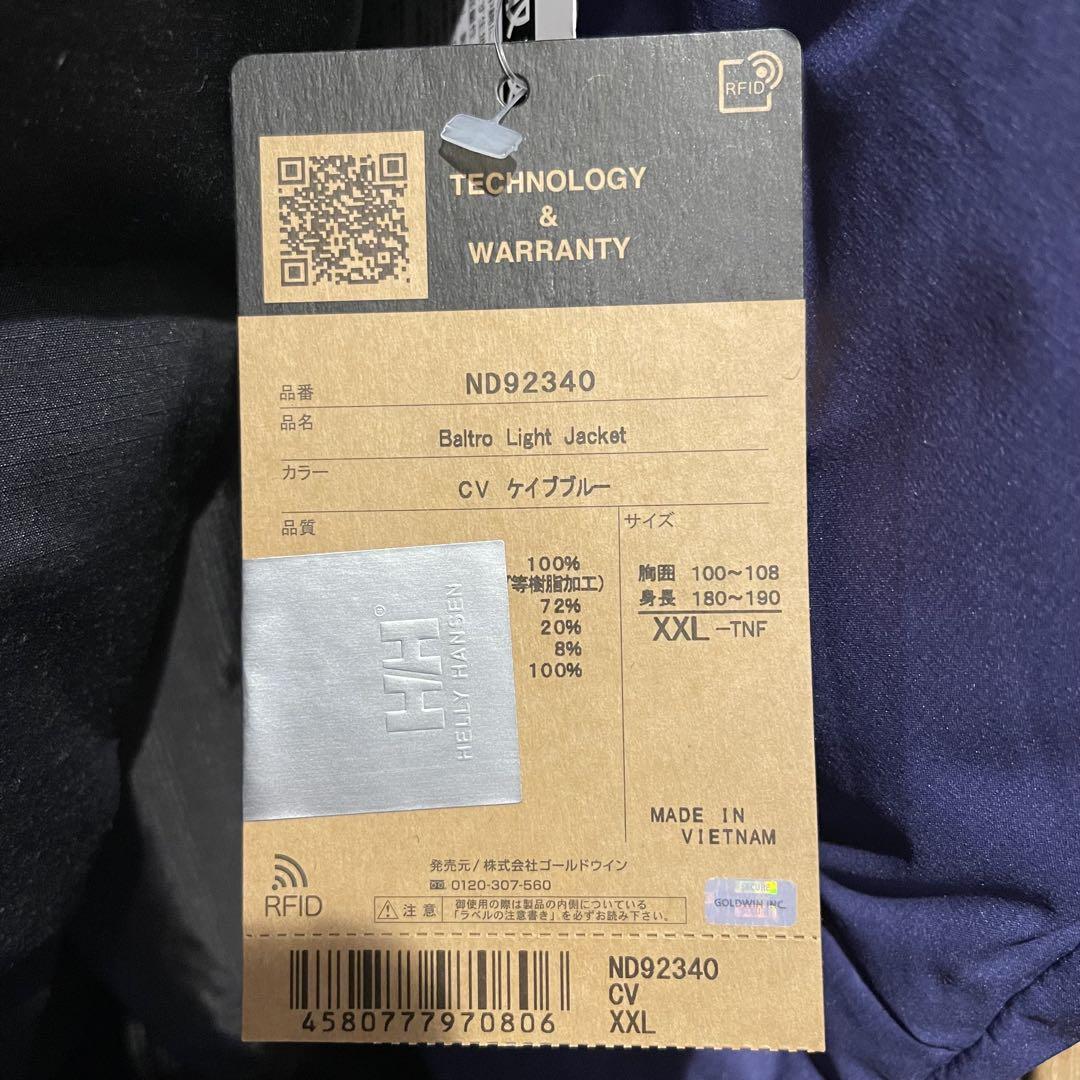 RFID
TECHNOLOGY
&
WARRANTY
品番 ND92340
品名 Baltro Light Jacket
カラー CV ケイブブルー
品質
100%
等樹脂加工)
72%
20%
8%
100%
サイズ
胸囲 100～108
身長 180～190
XXL -TNF
H/H®
HELLY HANSEN
MADE IN
VIETNAM
発売元/株式会社ゴールドウイン
0120-307-560
RFID
注意
御使用の際は製品の内側についている
「ラベルの注意書き」を必ずお読み下さい。
SECURE
GOLDWIN INC.
4580777970806
ND92340
CV
XXL